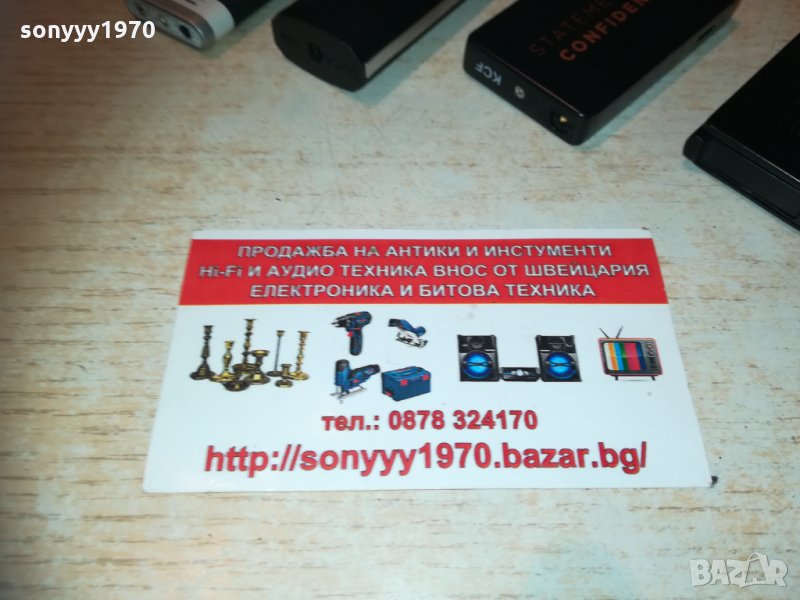 sonyyy1970
STATEME
CONFIDEN
KCF
ПРОДАЖБА НА АНТИКИ И ИНСТУМЕНТИ
Hi-Fi И АУДИО ТЕХНИКА ВНОС ОТ ШВЕЙЦАРИЯ
ЕЛЕКТРОНИКА И БИТОВА ТЕХНИКА
тел.: 0878 324170
http://sonyyy1970.bazar.bg/
BAZAR